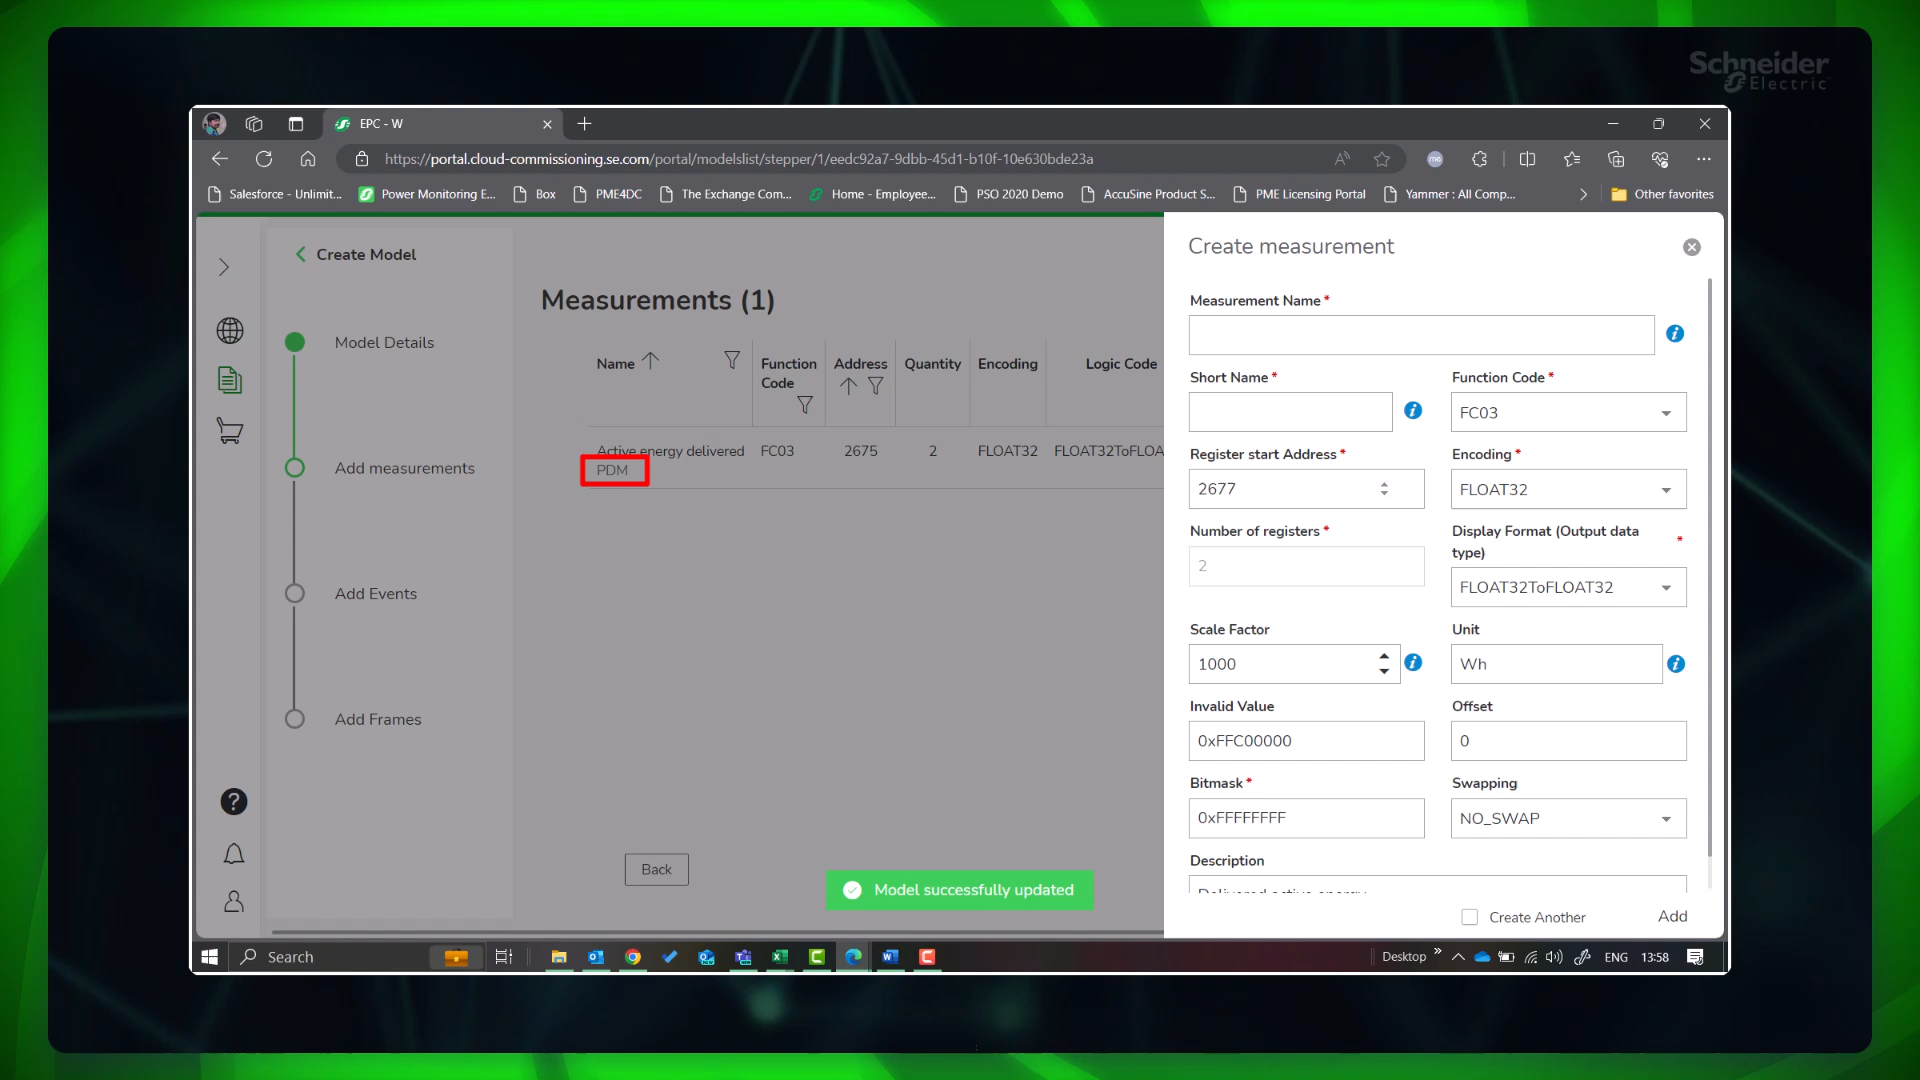 Schneider
Electric
EPC - W
https://portal.cloud-commissioning.se.com/portal/modelslist/stepper/1/eedc92a7-9dbb-45d1-b10f-10e630bde23a
Salesforce - Unlimit...
Power Monitoring E...
Box
PME4DC
The Exchange Com...
Home - Employee...
PSO 2020 Demo
AccuSine Product S...
PME Licensing Portal
Yammer : All Comp...
Other favorites
Create Model
Model Details
Add measurements
Add Events
Add Frames
Measurements (1)
Name
Function
Code
Address
Quantity
Encoding
Logic Code
Active energy delivered
PDM
FC03
2675
2
FLOAT32
FLOAT32ToFLOA
Back
Model successfully updated
Create measurement
Measurement Name *
Short Name *
Function Code *
FC03
Register start Address *
2677
Encoding *
FLOAT32
Number of registers *
2
Display Format (Output data
type) *
FLOAT32ToFLOAT32
Scale Factor
1000
Unit
Wh
Invalid Value
0xFFC00000
Offset
0
Bitmask *
0xFFFFFFFF
Swapping
NO_SWAP
Description
Delivered active energy
Create Another
Add
Search
Desktop
ENG
13:58